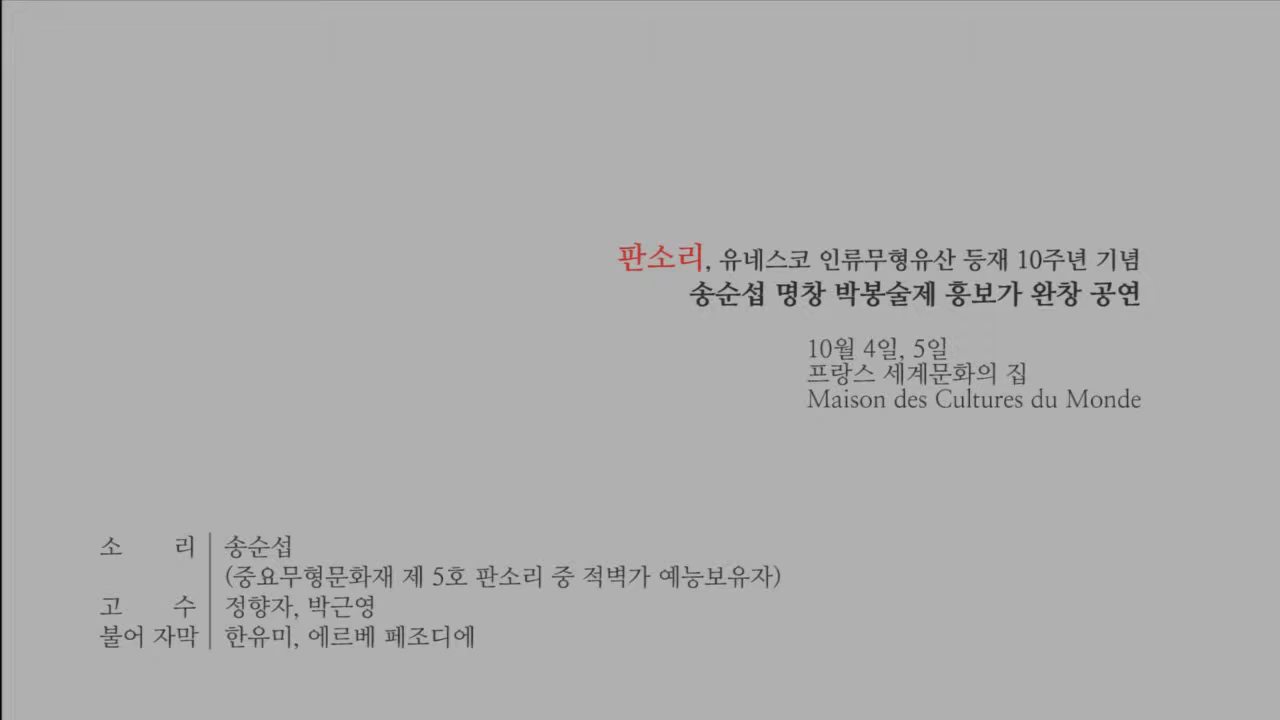 판소리, 유네스코 인류무형유산 등재 10주년 기념
송순섭 명창 박봉술제 흥보가 완창 공연
10월 4일, 5일
프랑스 세계문화의 집
Maison des Cultures du Monde
소 리 송순섭
(중요무형문화재 제 5호 판소리 중 적벽가 예능보유자)
고 수 정향자, 박근영
불어 자막 한유미, 에르베 페조디에